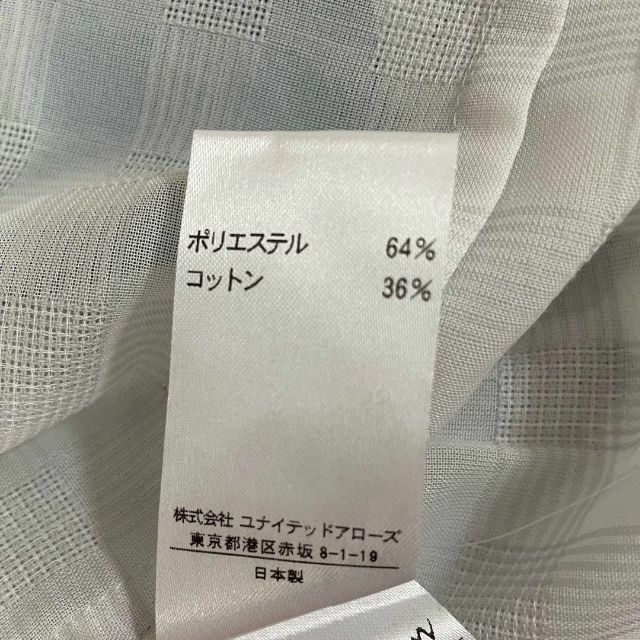 ポリエステル 64%
コットン 36%
株式会社 ユナイテッドアローズ
東京都港区赤坂 8-1-19
日本製